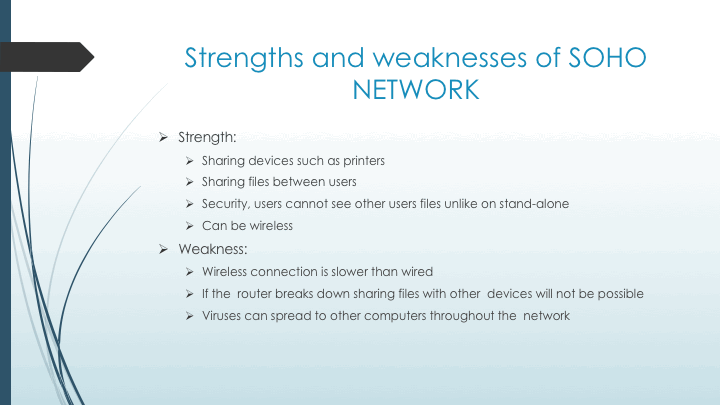 Strengths and weaknesses of SOHO
NETWORK
Strength:
Sharing devices such as printers
Sharing files between users
Security, users cannot see other users files unlike on stand-alone
Can be wireless
Weakness:
Wireless connection is slower than wired
If the  router breaks down sharing files with other  devices will not be possible
Viruses can spread to other computers throughout the  network